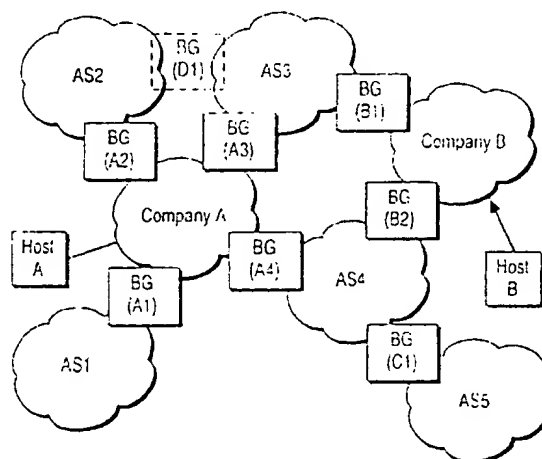 BG
(D1)
AS2
AS3
BG
(B1)
BG
(A2)
BG
(A3)
Company B
Company A
BG
(B2)
Host
A
BG
(A4)
Host
B
BG
(A1)
AS4
BG
(C1)
AS1
AS5